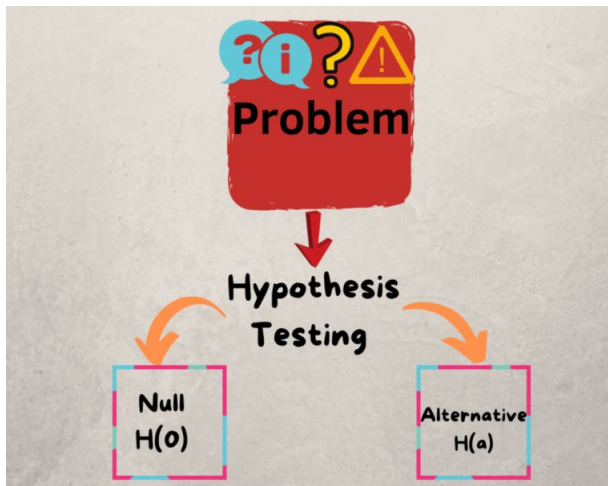 ? i ? !
Problem
Hypothesis
Testing
Null
H(0)
Alternative
H(a)